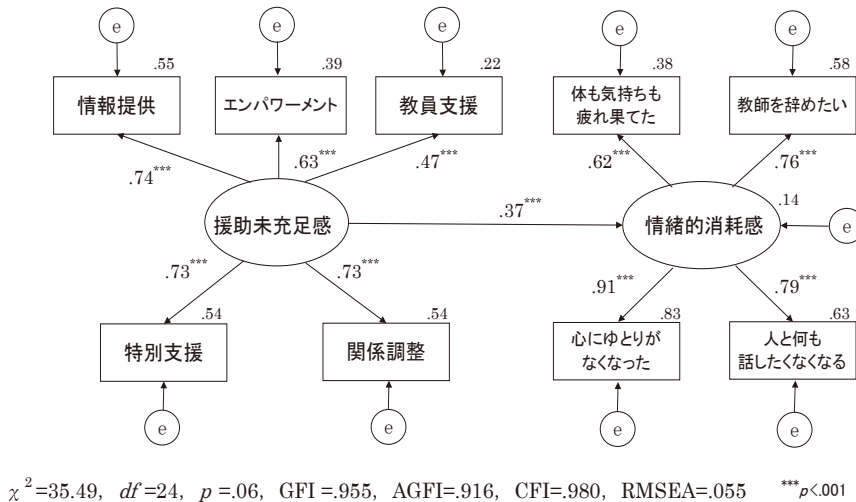 e e e e
.55 .39 .22 .38 .58
情報提供 エンパワーメント 教員支援 体も気持ちも 教師を辞めたい
疲れ果てた
.74*** .63*** .47*** .62*** .76***
.14
援助未充足感 .37*** 情緒的消耗感 e
.73*** .73*** .91*** .79***
.54 .54 .83 .63
特別支援 関係調整 心にゆとりが 人と何も
なくなった 話したくなくなる
e e e e
χ²=35.49, df=24, p=.06, GFI=.955, AGFI=.916, CFI=.980, RMSEA=.055 ***p<.001